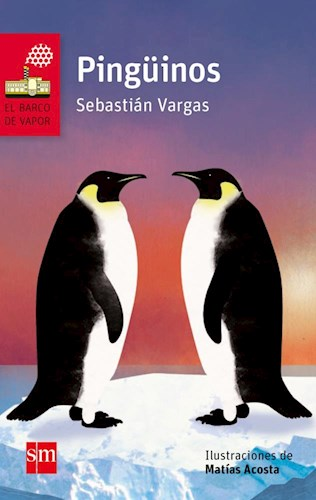 Pingüinos
Sebastián Vargas
EL BARCO
DE VAPOR
Ilustraciones de
Matías Acosta
sm